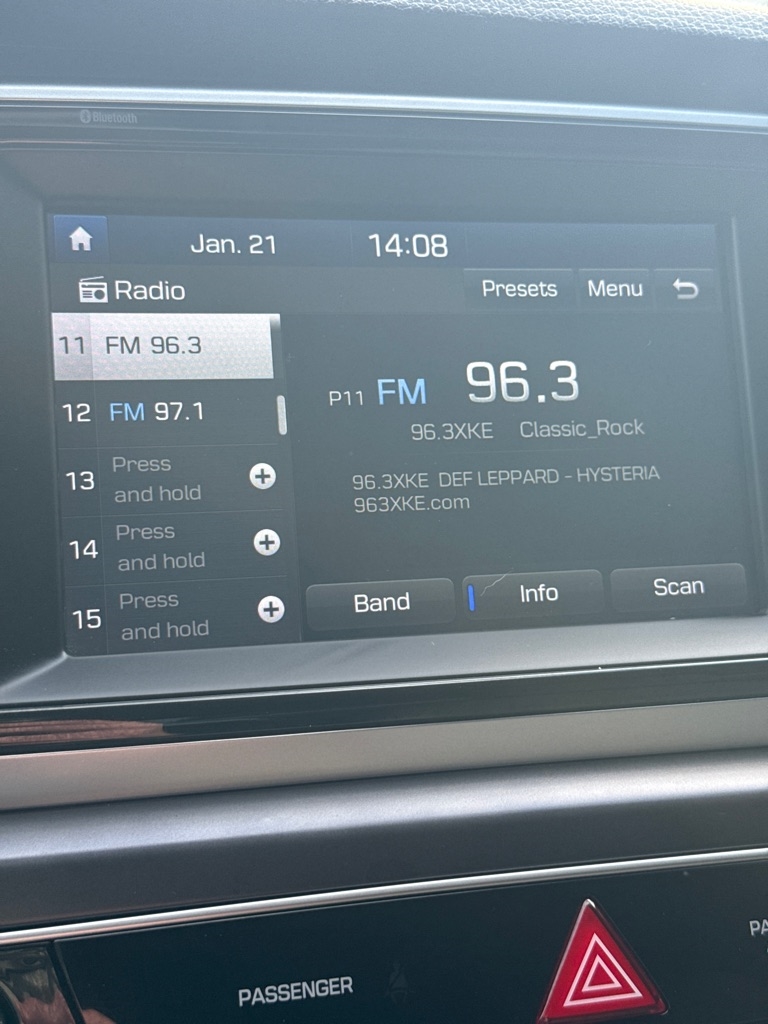 Bluetooth
Jan. 21 14:08
Radio Presets Menu
11 FM 96.3
12 FM 97.1
13 Press and hold
14 Press and hold
15 Press and hold
P11 FM 96.3
96.3XKE Classic_Rock
96.3XKE DEF LEPPARD - HYSTERIA
963XKE.com
Band Info Scan
PASSENGER